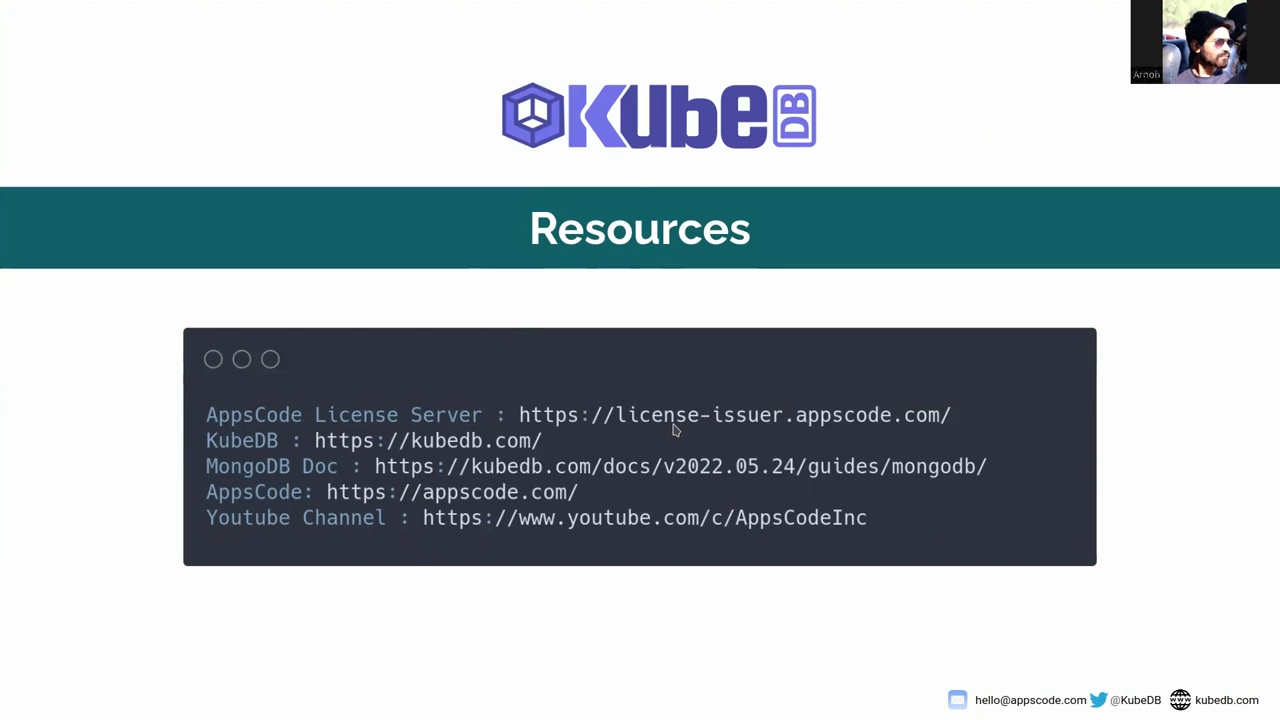 Arnob
KubeDB
Resources
AppsCode License Server : https://license-issuer.appscode.com/
KubeDB : https://kubedb.com/
MongoDB Doc : https://kubedb.com/docs/v2022.05.24/guides/mongodb/
AppsCode: https://appscode.com/
Youtube Channel : https://www.youtube.com/c/AppsCodeInc
hello@appscode.com @KubeDB kubedb.com